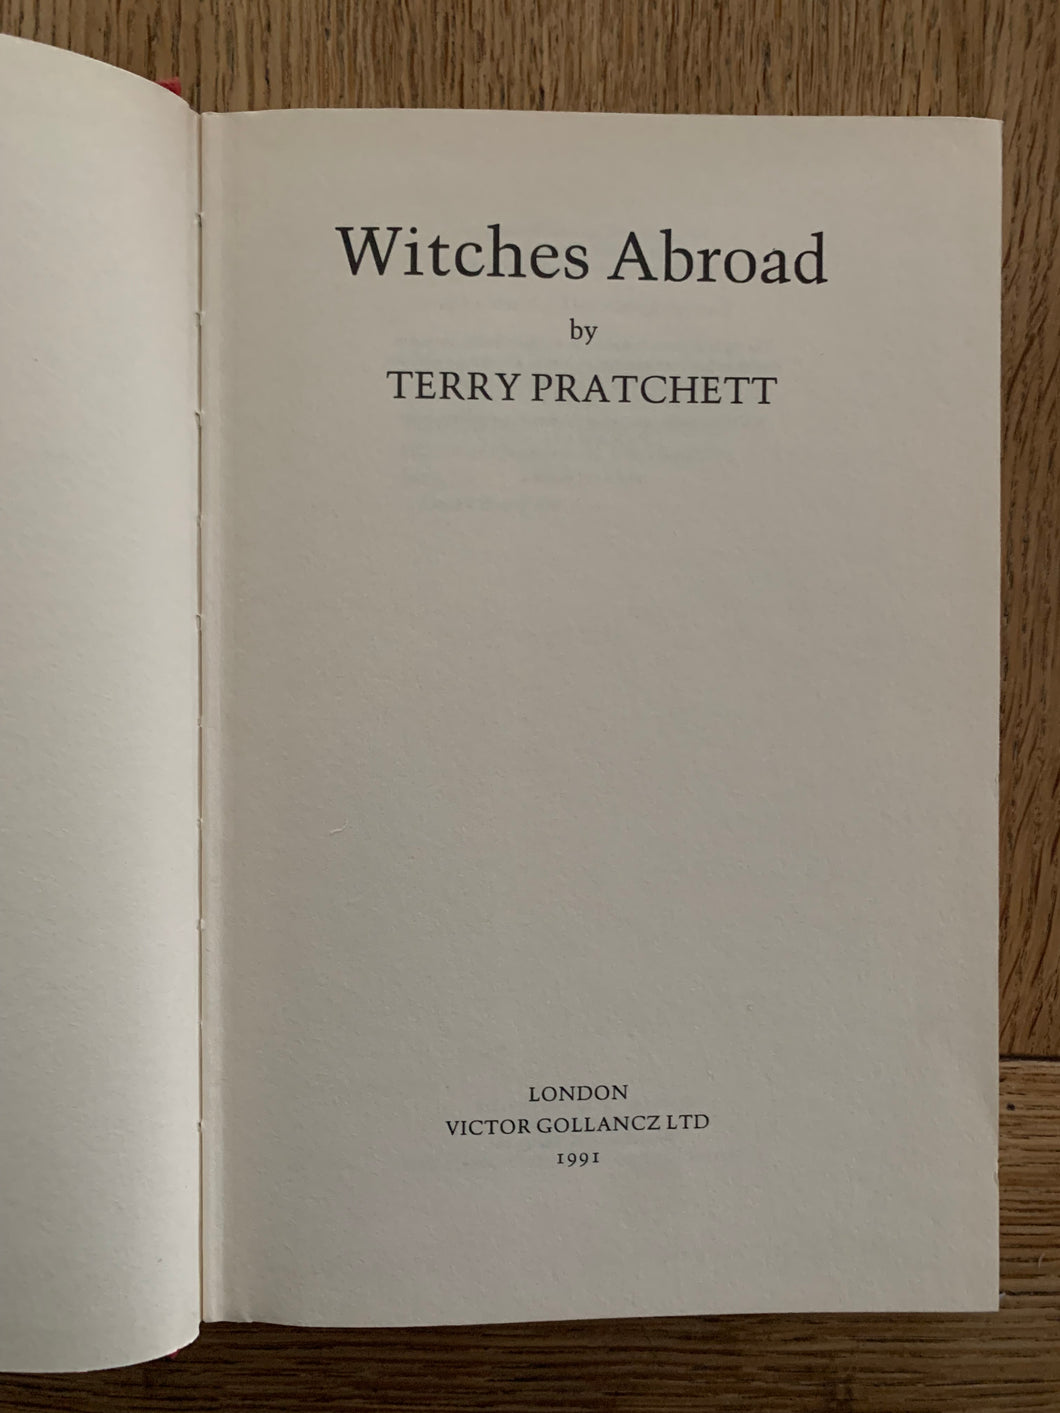 Witches Abroad
by
TERRY PRATCHETT
LONDON
VICTOR GOLLANCZ LTD
1991